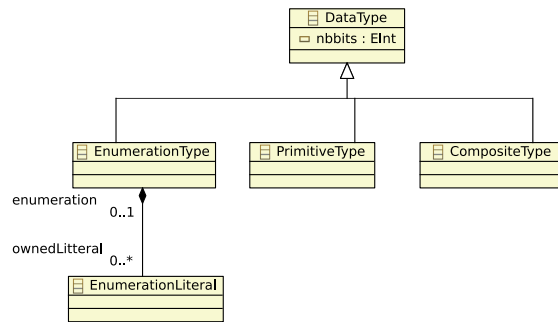 DataType
nbbits : EInt
EnumerationType
PrimitiveType
CompositeType
enumeration
0..1
ownedLitteral
0..*
EnumerationLiteral